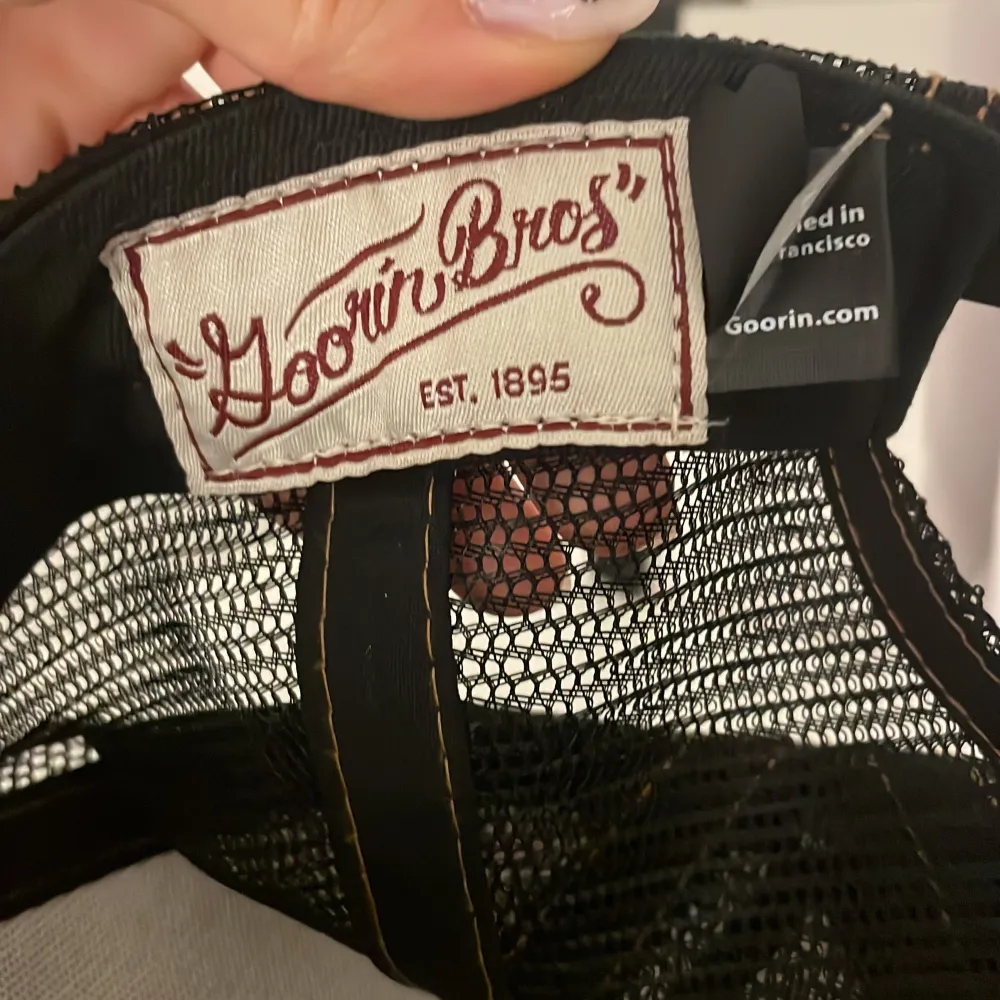 "Goorin Bros"
EST. 1895
ed in
rancisco
Goorin.com